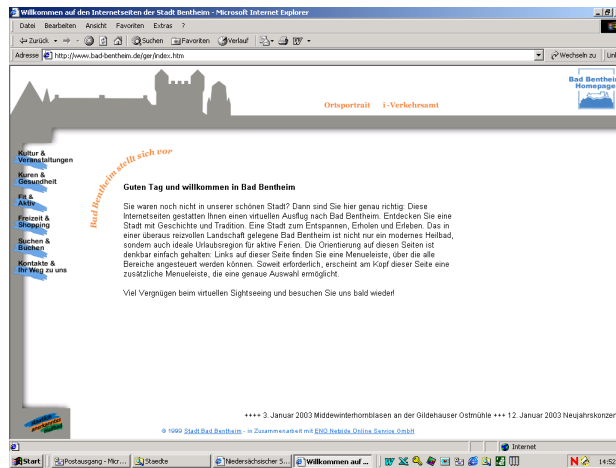 Willkommen auf den Internetseiten der Stadt Bentheim - Microsoft Internet Explorer
Datei Bearbeiten Ansicht Favoriten Extras ?
Zurück Suchen Favoriten Verlauf
Adresse http://www.bad-bentheim.de/ger/index.htm Wechseln zu
Bad Bentheim
Homepage
Ortsportrait i-Verkehrsamt
Bad Bentheim stellt sich vor
Kultur &
Veranstaltungen
Kuren &
Gesundheit
Fit &
Aktiv
Freizeit &
Shopping
Suchen &
Buchen
Kontakte &
Ihr Weg zu uns
Guten Tag und willkommen in Bad Bentheim
Sie waren noch nicht in unserer schönen Stadt? Dann sind Sie hier genau richtig: Diese
Internetseiten gestatten Ihnen einen virtuellen Ausflug nach Bad Bentheim. Entdecken Sie eine
Stadt mit Geschichte und Tradition. Eine Stadt zum Entspannen, Erholen und Erleben. Das in
einer überaus reizvollen Landschaft gelegene Bad Bentheim ist nicht nur ein modernes Heilbad,
sondern auch ideale Urlaubsregion für aktive Ferien. Die Orientierung auf diesen Seiten ist
denkbar einfach gehalten: Links auf dieser Seite finden Sie eine Menueleiste, über die alle
Bereiche angesteuert werden können. Soweit erforderlich, erscheint am Kopf dieser Seite eine
zusätzliche Menueleiste, die eine genaue Auswahl ermöglicht.
Viel Vergnügen beim virtuellen Sightseeing und besuchen Sie uns bald wieder!
++++ 3. Januar 2003 Middewinterhornblasen an der Gildehauser Ostmühle +++ 12. Januar 2003 Neujahrskonzer
© 1999 Stadt Bad Bentheim - in Zusammenarbeit mit ENO Nebide Online Service GmbH
Internet
Start Postausgang - Micr... Staedte Niedersächsischer S... Willkommen auf ... 14:52